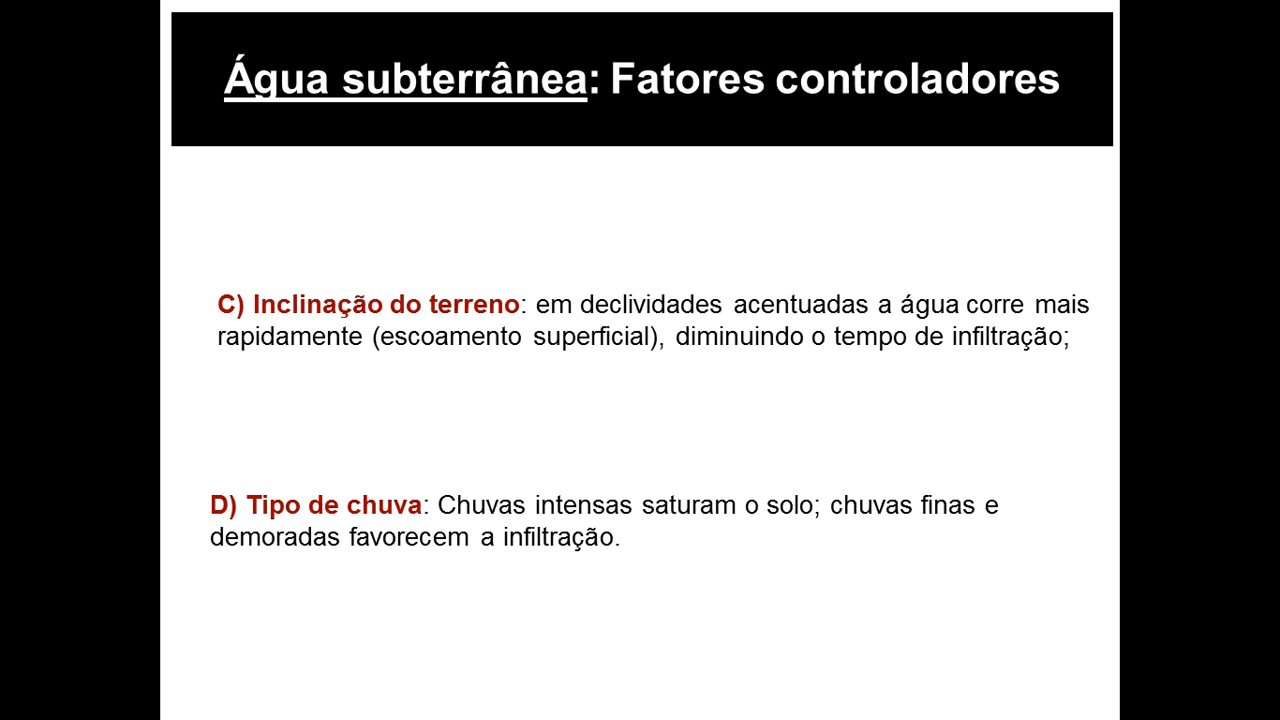 Água subterrânea: Fatores controladores
C) Inclinação do terreno: em declividades acentuadas a água corre mais
rapidamente (escoamento superficial), diminuindo o tempo de infiltração;
D) Tipo de chuva: Chuvas intensas saturam o solo; chuvas finas e
demoradas favorecem a infiltração.